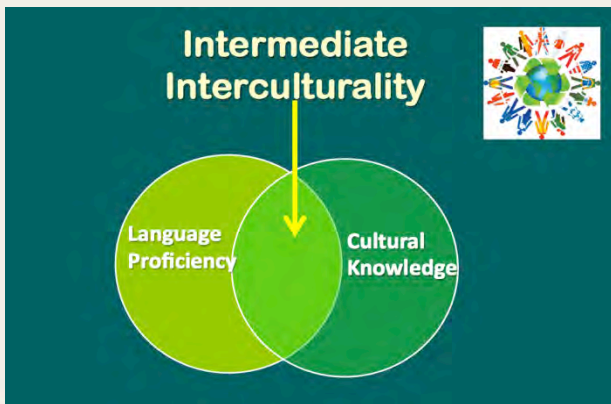 Intermediate
Interculturality
Language
Proficiency
Cultural
Knowledge